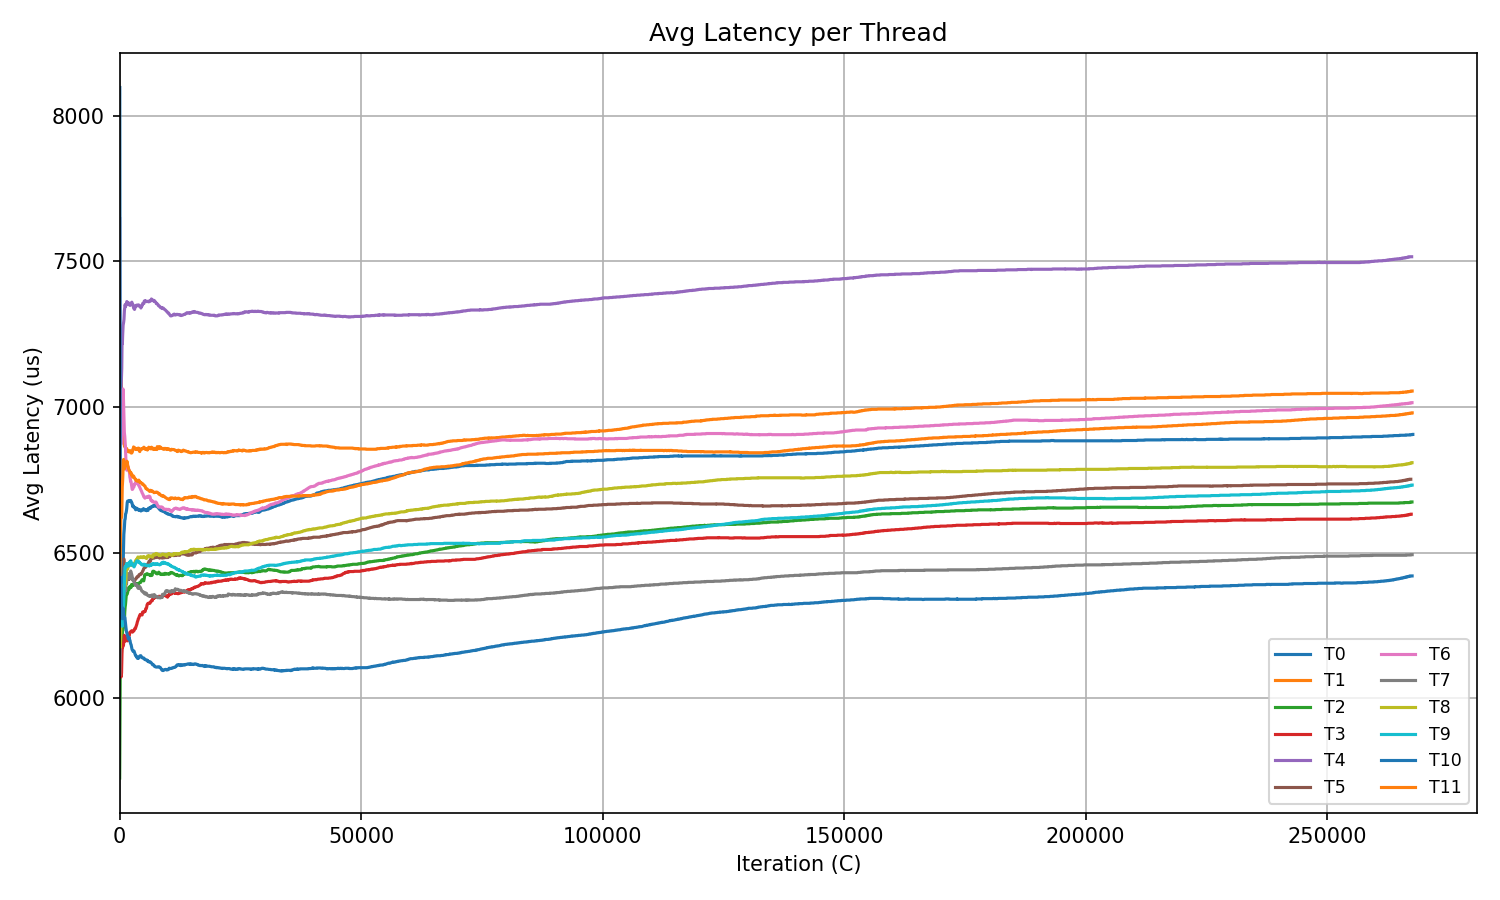 Avg Latency per Thread
Avg Latency (us)
8000
7500
7000
6500
6000
0
50000
100000
150000
200000
250000
Iteration (C)
T0
T1
T2
T3
T4
T5
T6
T7
T8
T9
T10
T11